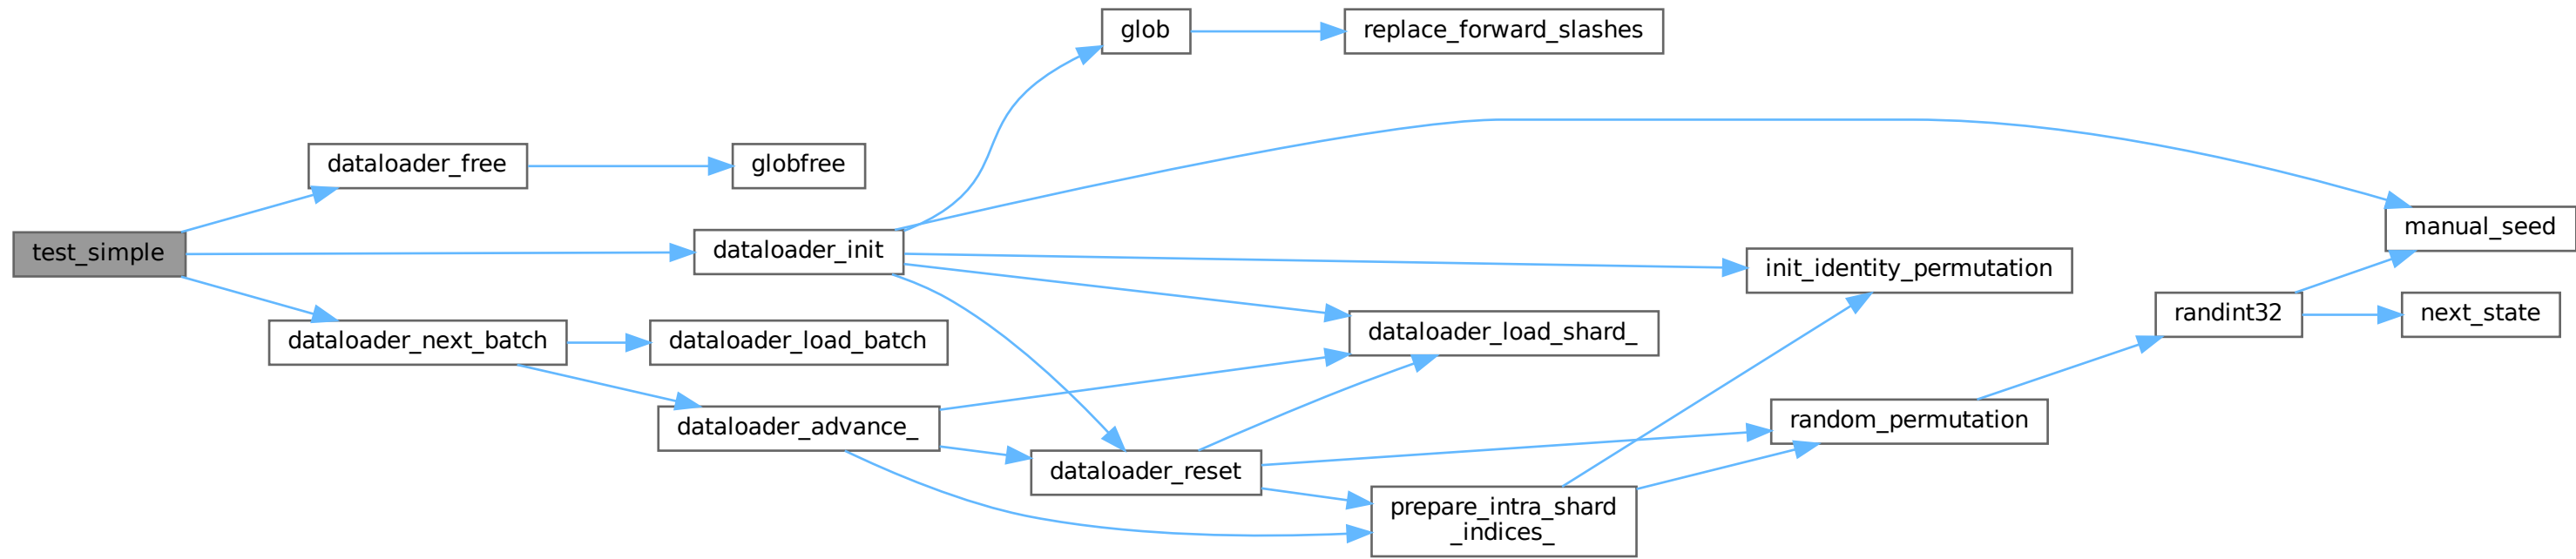 glob
replace_forward_slashes
dataloader_free
globfree
manual_seed
test_simple
dataloader_init
init_identity_permutation
randint32
next_state
dataloader_next_batch
dataloader_load_batch
dataloader_load_shard_
dataloader_advance_
random_permutation
dataloader_reset
prepare_intra_shard
_indices_